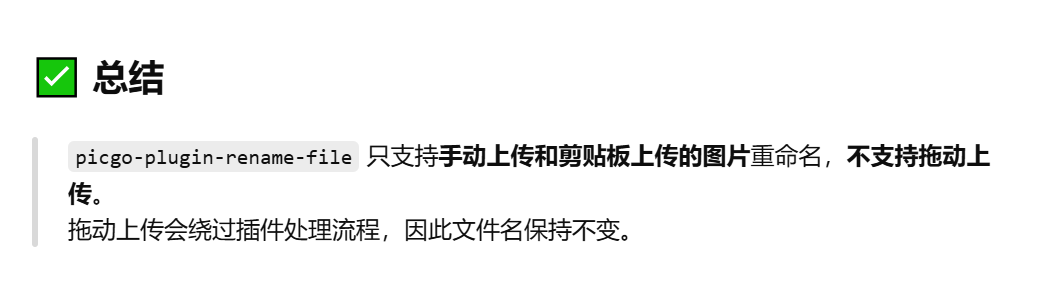 ✅ 总结
picgo-plugin-rename-file 只支持手动上传和剪贴板上传的图片重命名，不支持拖动上
传。
拖动上传会绕过插件处理流程，因此文件名保持不变。